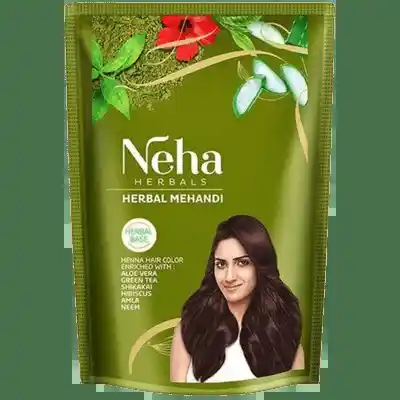 Neha
HERBALS
HERBAL MEHANDI
HERBAL
BASE
HENNA HAIR COLOR
ENRICHED WITH :
ALOE VERA
GREEN TEA
SHIKAKAI
HIBISCUS
AMLA
NEEM